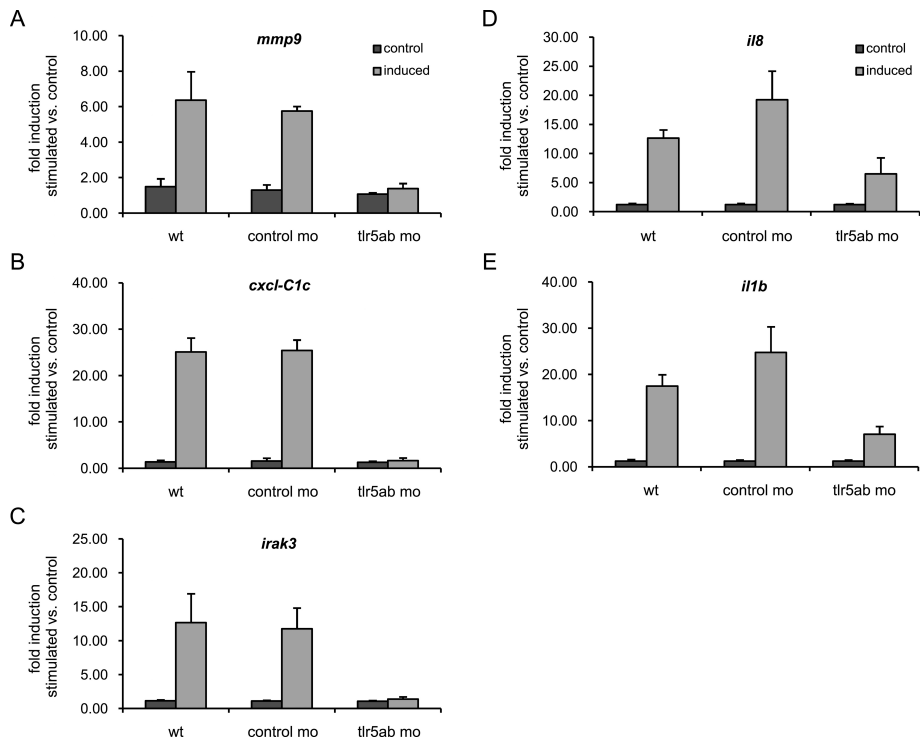 A
mmp9
fold induction
stimulated vs. control
10.00
8.00
6.00
4.00
2.00
0.00
control
induced
wt
control mo
tlr5ab mo
B
cxcl-C1c
fold induction
stimulated vs. control
40.00
30.00
20.00
10.00
0.00
wt
control mo
tlr5ab mo
C
irak3
fold induction
stimulated vs. control
25.00
20.00
15.00
10.00
5.00
0.00
wt
control mo
tlr5ab mo
D
il8
fold induction
stimulated vs. control
30.00
25.00
20.00
15.00
10.00
5.00
0.00
control
induced
wt
control mo
tlr5ab mo
E
il1b
fold induction
stimulated vs. control
40.00
30.00
20.00
10.00
0.00
wt
control mo
tlr5ab mo